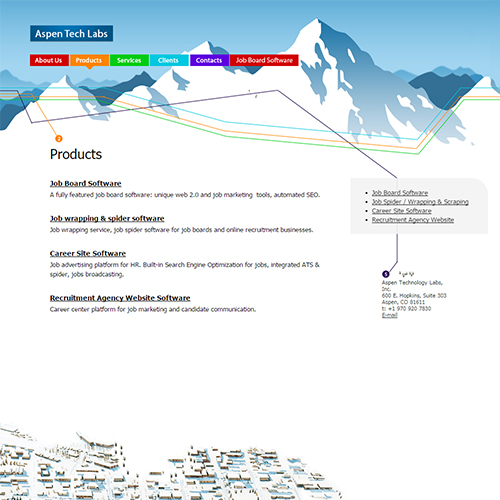 Aspen Tech Labs
About Us
Products
Services
Clients
Contacts
Job Board Software
2
Products
Job Board Software
A fully featured job board software: unique web 2.0 and job marketing tools, automated SEO.
Job wrapping & spider software
Job wrapping service, job spider software for job boards and online recruitment businesses.
Career Site Software
Job advertising platform for HR. Built-in Search Engine Optimization for jobs, integrated ATS &
spider, jobs broadcasting.
Recruitment Agency Website Software
Career center platform for job marketing and candidate communication.
Job Board Software
Job Spider / Wrapping & Scraping
Career Site Software
Recruitment Agency Website
Aspen Technology Labs,
Inc.
600 E. Hopkins, Suite 303
Aspen, CO 81611
t: +1 970 920 7830
E-mail